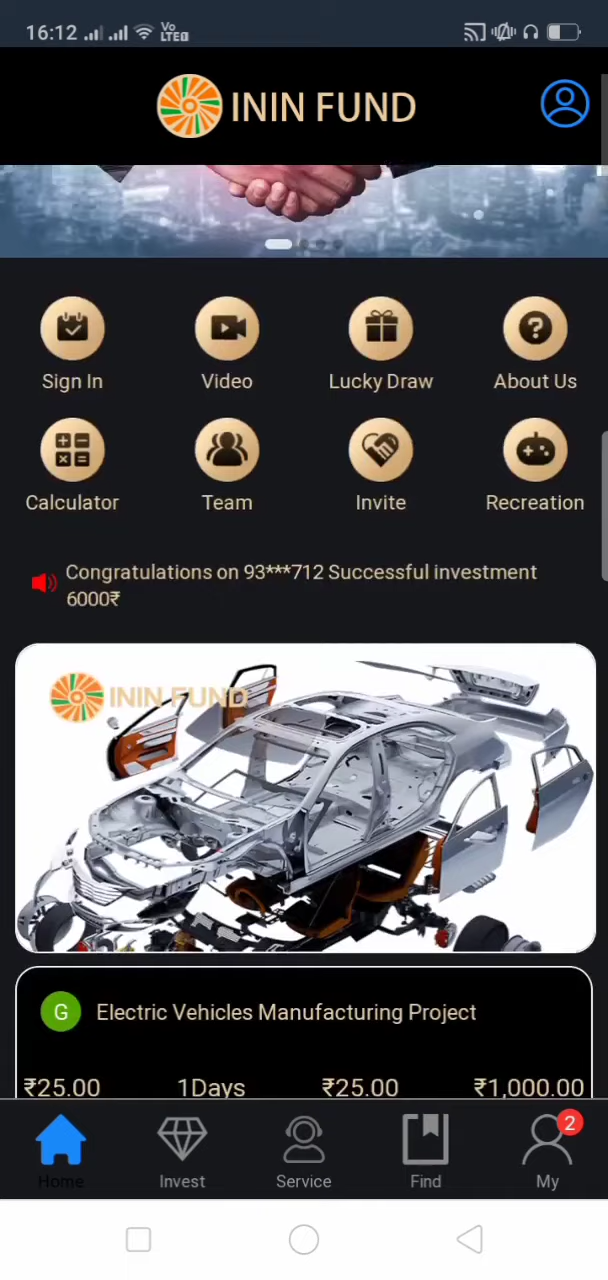 16:12 Vo LTE
ININ FUND
Sign In Video Lucky Draw About Us
Calculator Team Invite Recreation
Congratulations on 93***712 Successful investment
6000₹
ININ FUND
G Electric Vehicles Manufacturing Project
₹25.00 1Days ₹25.00 ₹1,000.00
2
Home Invest Service Find My